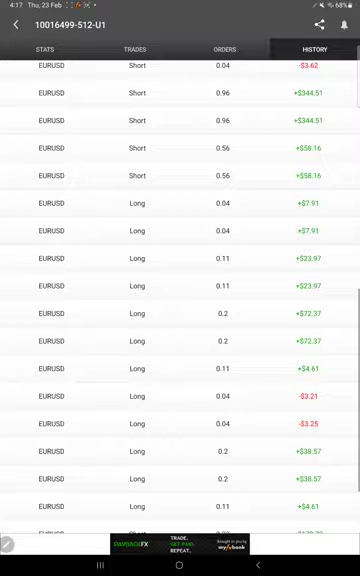 4:17 Thu, 23 Feb 68%
10016499-512-U1
STATS TRADES ORDERS HISTORY
EURUSD Short 0.04 -$3.62
EURUSD Short 0.96 +$344.51
EURUSD Short 0.96 +$344.51
EURUSD Short 0.56 +$58.16
EURUSD Short 0.56 +$58.16
EURUSD Long 0.04 +$7.91
EURUSD Long 0.04 +$7.91
EURUSD Long 0.11 +$23.97
EURUSD Long 0.11 +$23.97
EURUSD Long 0.2 +$72.37
EURUSD Long 0.2 +$72.37
EURUSD Long 0.11 +$4.61
EURUSD Long 0.04 -$3.21
EURUSD Long 0.04 -$3.25
EURUSD Long 0.2 +$38.57
EURUSD Long 0.2 +$38.57
EURUSD Long 0.11 +$4.61
PAYBACKFX
TRADE.
GET PAID.
REPEAT.
Brought to you by
myfxbook